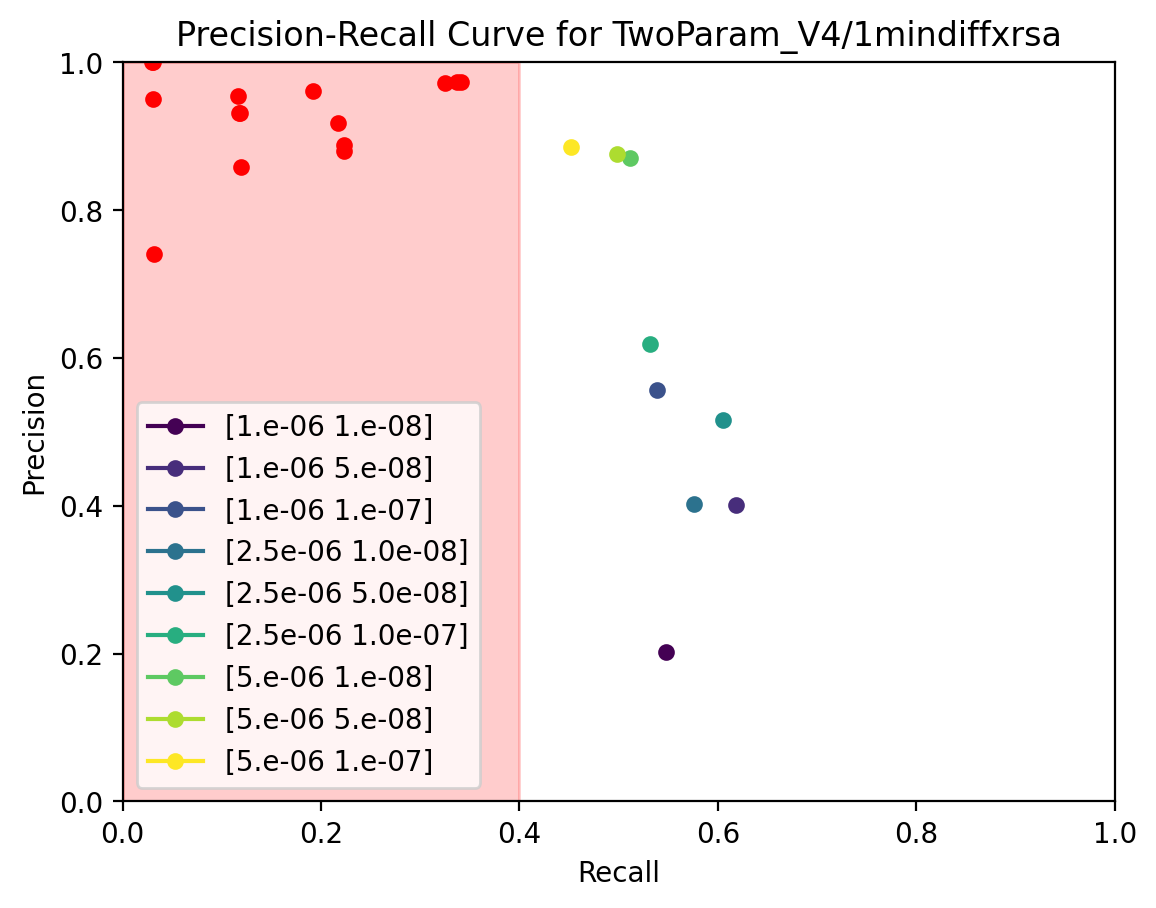 Precision-Recall Curve for TwoParam_V4/1mindiffxrsa
1.0
0.8
0.6
0.4
0.2
0.0
Precision
[1.e-06 1.e-08]
[1.e-06 5.e-08]
[1.e-06 1.e-07]
[2.5e-06 1.0e-08]
[2.5e-06 5.0e-08]
[2.5e-06 1.0e-07]
[5.e-06 1.e-08]
[5.e-06 5.e-08]
[5.e-06 1.e-07]
0.0 0.2 0.4 0.6 0.8 1.0
Recall